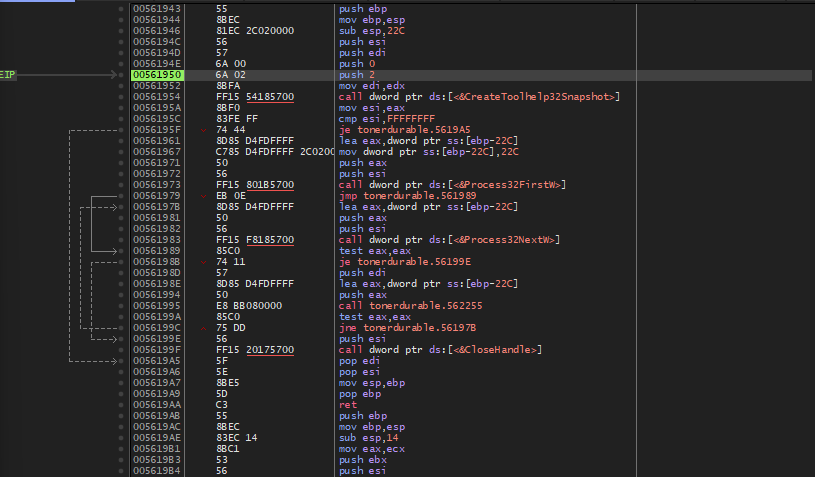 00561943 55 push ebp
00561944 8BEC mov ebp,esp
00561946 81EC 2C020000 sub esp,22C
0056194C 56 push esi
0056194D 57 push edi
0056194E 6A 00 push 0
EIP 00561950 6A 02 push 2
00561952 8BFA mov edi,edx
00561954 FF15 54185700 call dword ptr ds:[<&CreateToolhelp32Snapshot>]
0056195A 8BF0 mov esi,eax
0056195C 83FE FF cmp esi,FFFFFFFF
0056195F 74 44 je tonerdurable.5619A5
00561961 8D85 D4FDFFFF lea eax,dword ptr ss:[ebp-22C]
00561967 C785 D4FDFFFF 2C020 mov dword ptr ss:[ebp-22C],22C
00561971 50 push eax
00561972 56 push esi
00561973 FF15 801B5700 call dword ptr ds:[<&Process32FirstW>]
00561979 EB 0E jmp tonerdurable.561989
0056197B 8D85 D4FDFFFF lea eax,dword ptr ss:[ebp-22C]
00561981 50 push eax
00561982 56 push esi
00561983 FF15 F8185700 call dword ptr ds:[<&Process32NextW>]
00561989 85C0 test eax,eax
0056198B 74 11 je tonerdurable.56199E
0056198D 57 push edi
0056198E 8D85 D4FDFFFF lea eax,dword ptr ss:[ebp-22C]
00561994 50 push eax
00561995 E8 BB080000 call tonerdurable.562255
0056199A 85C0 test eax,eax
0056199C 75 DD jne tonerdurable.56197B
0056199E 56 push esi
0056199F FF15 20175700 call dword ptr ds:[<&CloseHandle>]
005619A5 5F pop edi
005619A6 5E pop esi
005619A7 8BE5 mov esp,ebp
005619A9 5D pop ebp
005619AA C3 ret
005619AB 55 push ebp
005619AC 8BEC mov ebp,esp
005619AE 83EC 14 sub esp,14
005619B1 8BC1 mov eax,ecx
005619B3 53 push ebx
005619B4 56 push esi